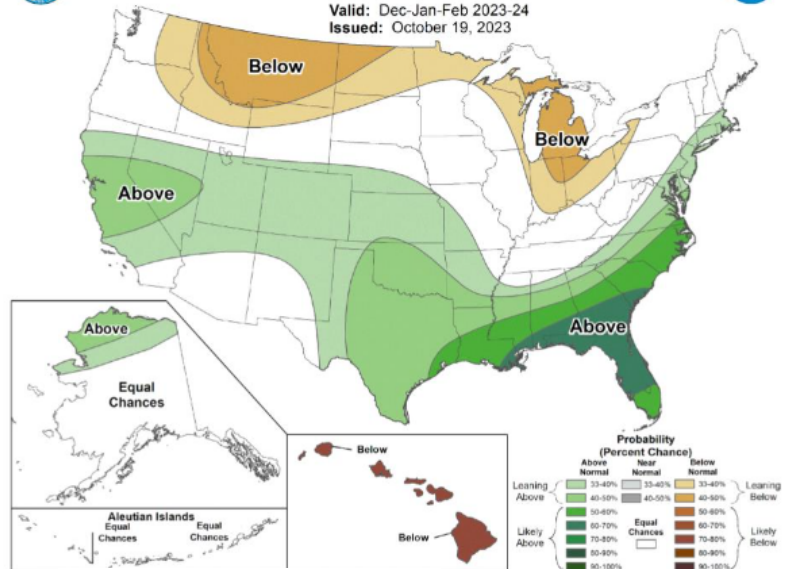 Valid: Dec-Jan-Feb 2023-24
Issued: October 19, 2023
Below
Below
Above
Above
Above
Equal
Chances
Below
Below
Aleutian Islands
Equal
Chances
Equal
Chances
Probability
(Percent Chance)
Above
Normal
Near
Normal
Below
Normal
Leaning
Above
33-40%
33-40%
33-40%
Leaning
Below
40-50%
40-50%
40-50%
Likely
Above
50-60%
50-60%
Likely
Below
60-70%
Equal
Chances
60-70%
70-80%
70-80%
80-90%
80-90%
90-100%
90-100%